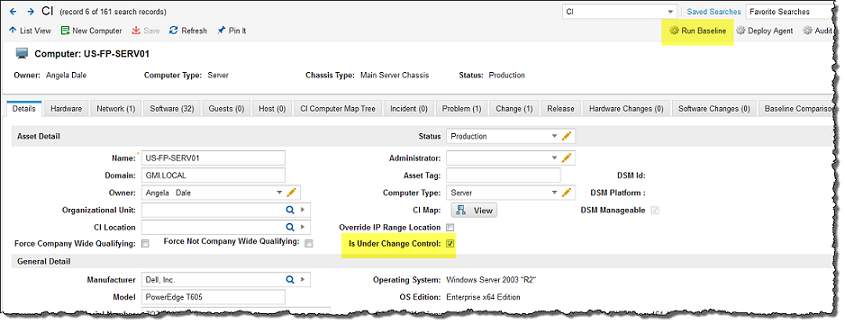 CI (record 6 of 161 search records) CI Saved Searches Favorite Searches
List View New Computer Save Refresh Pin It Run Baseline Deploy Agent Audit
Computer: US-FP-SERV01
Owner: Angela Dale Computer Type: Server Chassis Type: Main Server Chassis Status: Production
Details Hardware Network (1) Software (32) Guests (0) Host (0) CI Computer Map Tree Incident (0) Problem (1) Change (1) Release Hardware Changes (0) Software Changes (0) Baseline Comparison
Asset Detail Status Production
Name: US-FP-SERV01 Administrator:
Domain: GMI.LOCAL Asset Tag: DSM Id:
Owner: Angela Dale Computer Type: Server DSM Platform :
Organizational Unit: CI Map: View DSM Manageable
CI Location Override IP Range Location
Force Company Wide Qualifying: Force Not Company Wide Qualifying: Is Under Change Control:
General Detail
Manufacturer Dell, Inc. Operating System: Windows Server 2003 "R2"
Model PowerEdge T605 OS Edition: Enterprise x64 Edition